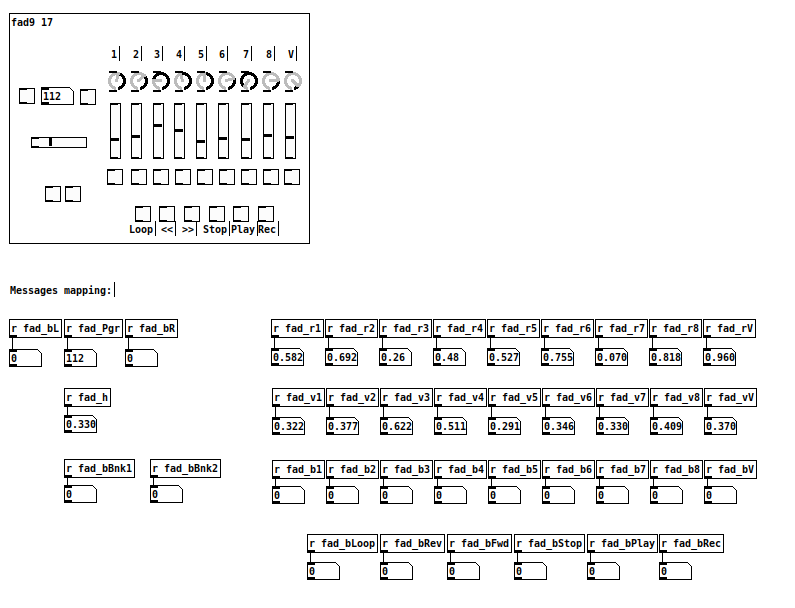 fad9 17
1 2 3 4 5 6 7 8 V
112
Loop << >> Stop Play Rec
Messages mapping:
r fad_bL r fad_Pgr r fad_bR r fad_r1 r fad_r2 r fad_r3 r fad_r4 r fad_r5 r fad_r6 r fad_r7 r fad_r8 r fad_rV
0 112 0 0.582 0.692 0.26 0.48 0.527 0.755 0.070 0.818 0.960
r fad_h r fad_v1 r fad_v2 r fad_v3 r fad_v4 r fad_v5 r fad_v6 r fad_v7 r fad_v8 r fad_vV
0.330 0.322 0.377 0.622 0.511 0.291 0.346 0.330 0.409 0.370
r fad_bBnk1 r fad_bBnk2 r fad_b1 r fad_b2 r fad_b3 r fad_b4 r fad_b5 r fad_b6 r fad_b7 r fad_b8 r fad_bV
0 0 0 0 0 0 0 0 0 0 0
r fad_bLoop r fad_bRev r fad_bFwd r fad_bStop r fad_bPlay r fad_bRec
0 0 0 0 0 0